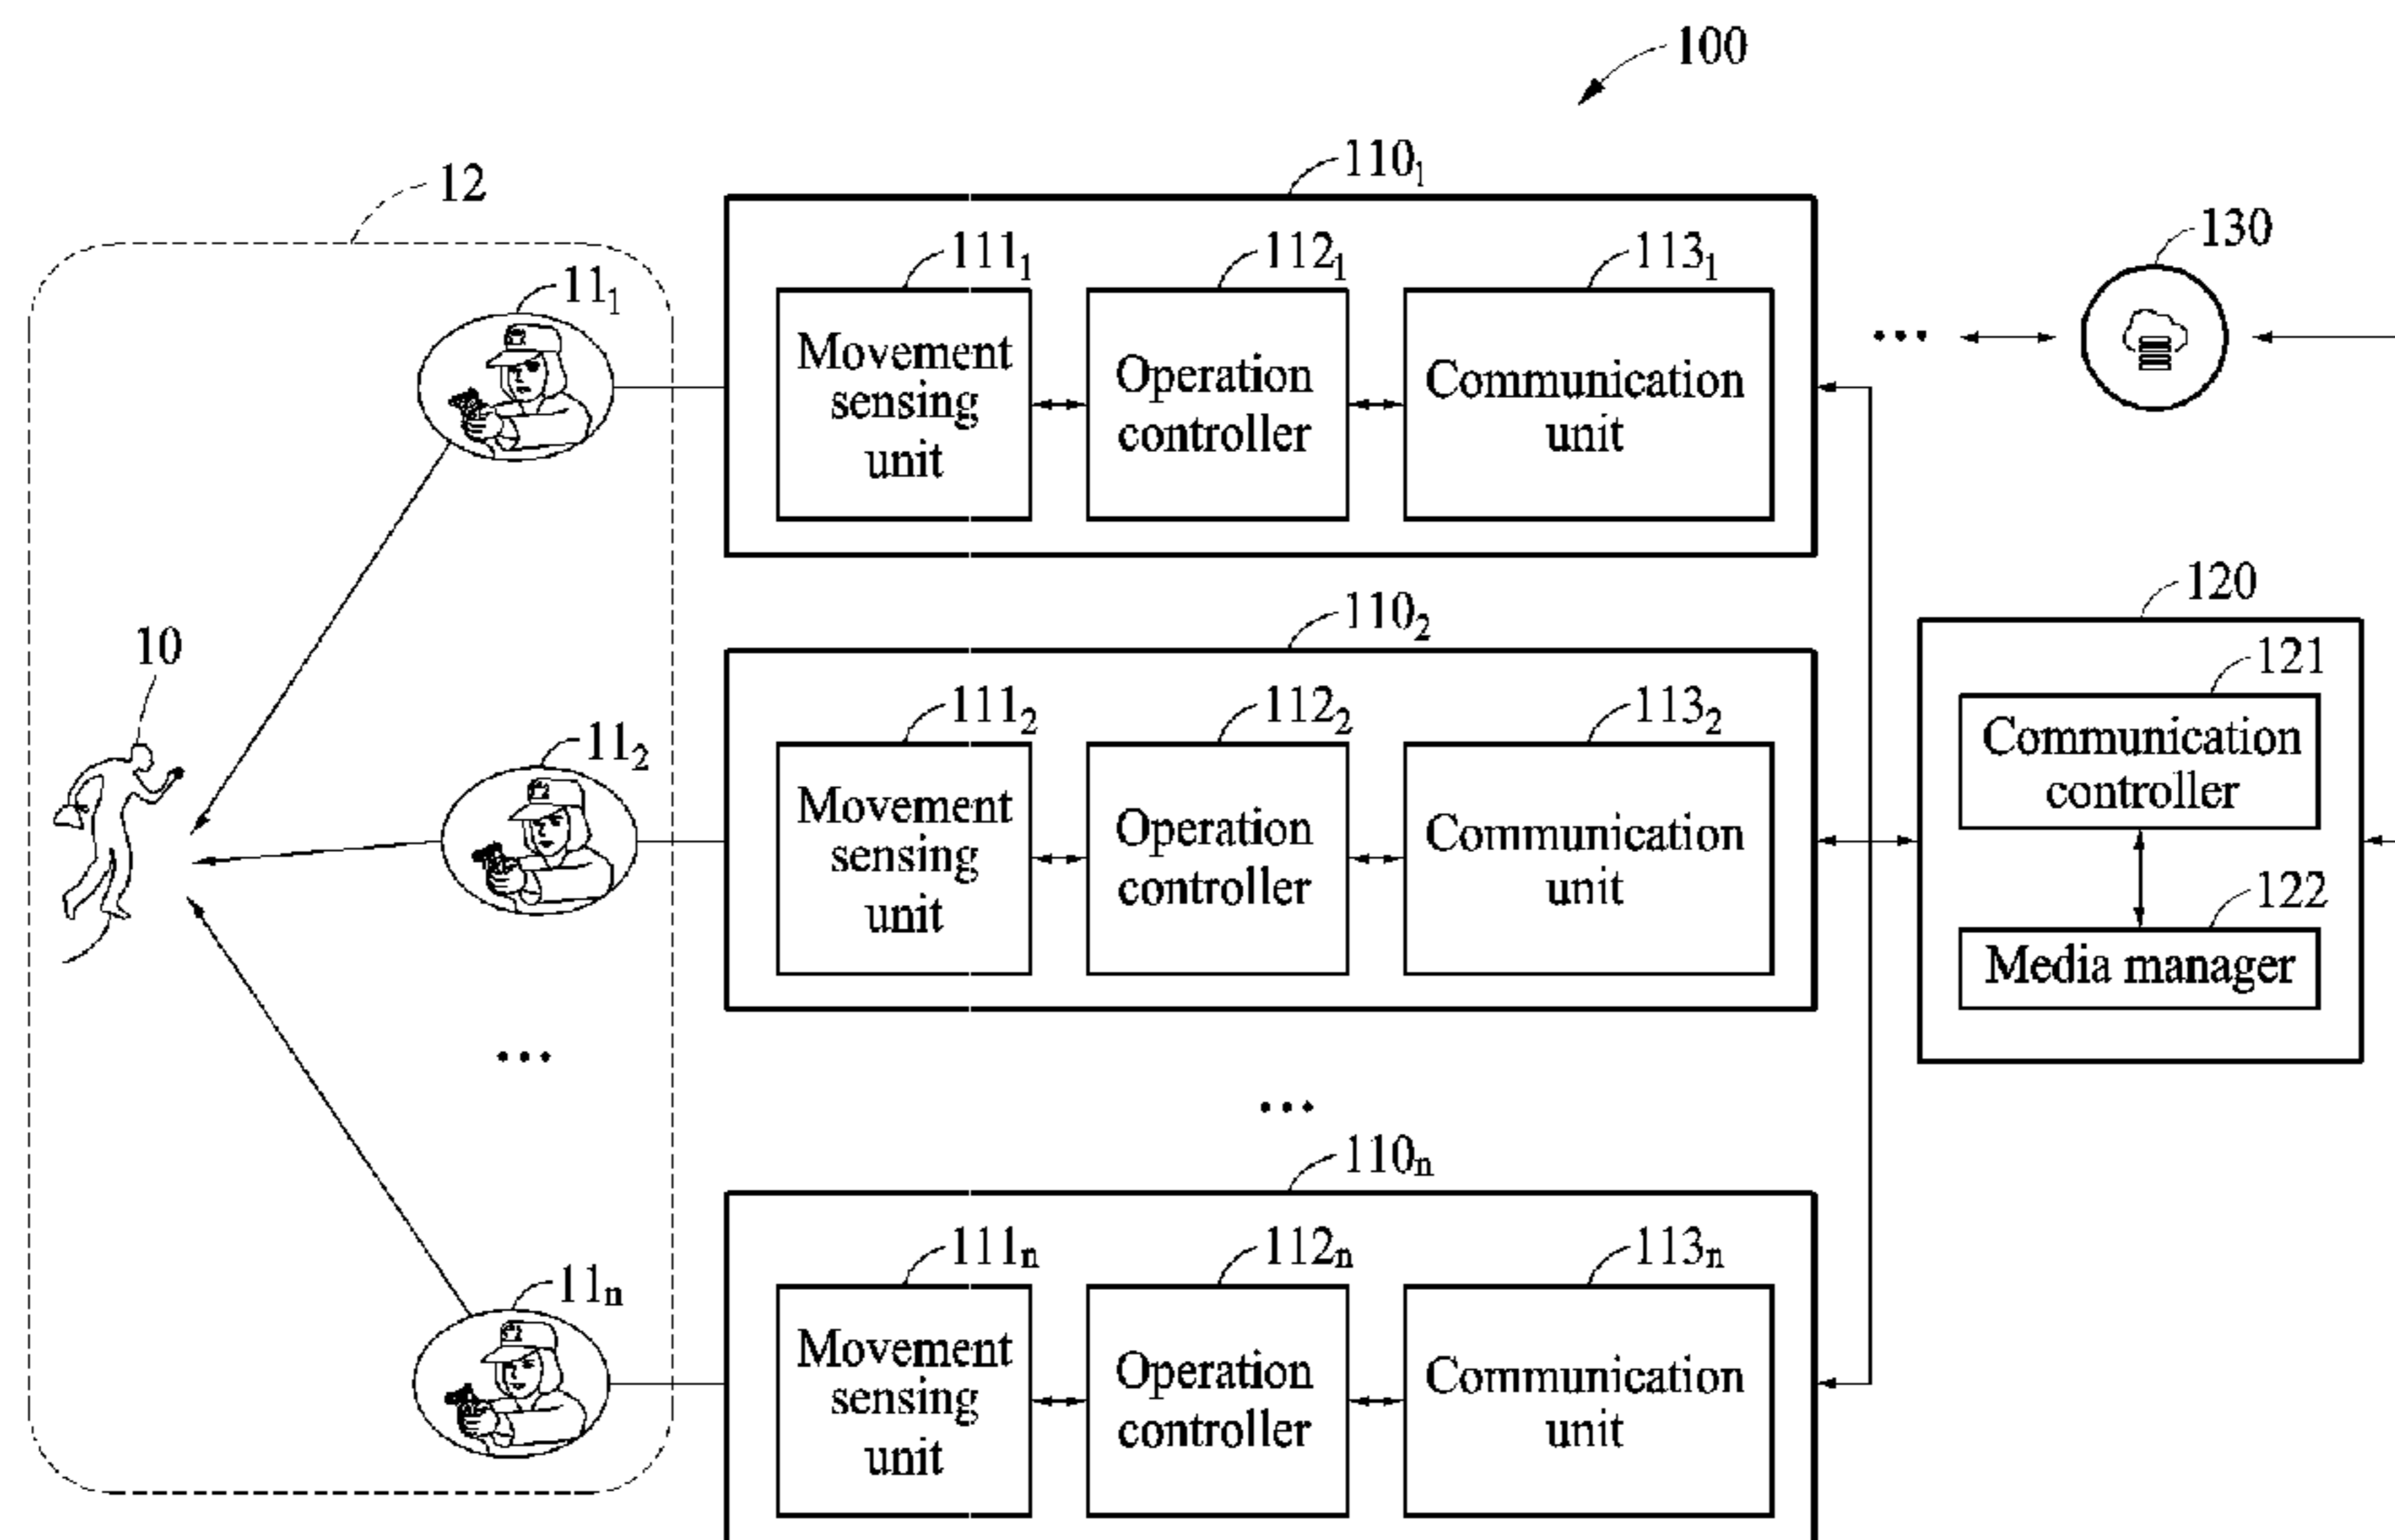 100
12
110₁
130
11₁
111₁
112₁
113₁
Movement
sensing
unit
Operation
controller
Communication
unit
...
120
110₂
10
11₂
111₂
112₂
113₂
Movement
sensing
unit
Operation
controller
Communication
unit
121
Communication
controller
122
Media manager
...
...
110ₙ
11ₙ
111ₙ
112ₙ
113ₙ
Movement
sensing
unit
Operation
controller
Communication
unit